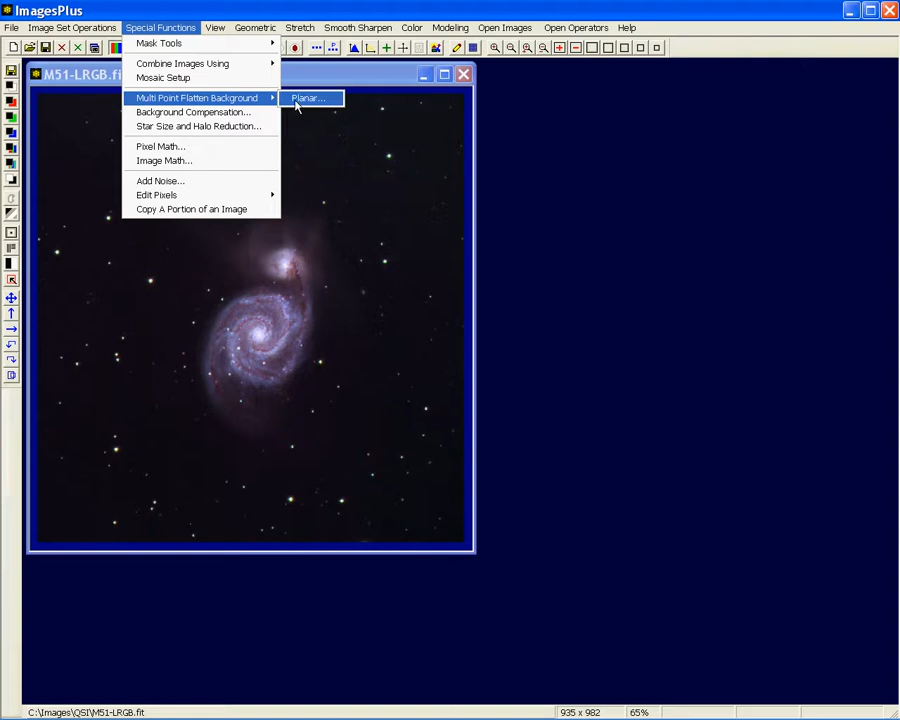 ImagesPlus
File Image Set Operations Special Functions View Geometric Stretch Smooth Sharpen Color Modeling Open Images Open Operators Help
M51-LRGB.fi
Mask Tools
Combine Images Using
Mosaic Setup
Multi Point Flatten Background
Planar...
Background Compensation...
Star Size and Halo Reduction...
Pixel Math...
Image Math...
Add Noise...
Edit Pixels
Copy A Portion of an Image
C:\Images\QSI\M51-LRGB.fit 935 x 982 65%